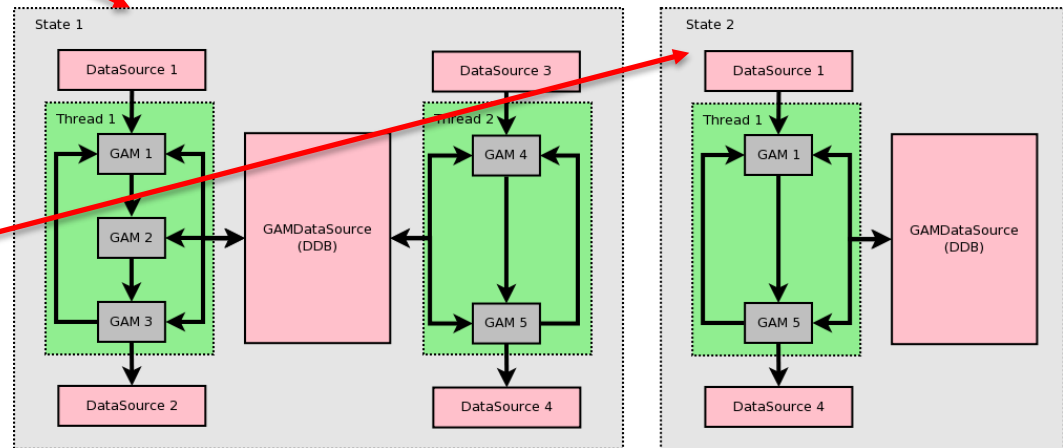 State 1
DataSource 1
Thread 1
GAM 1
GAM 2
GAM 3
DataSource 2
GAMDataSource
(DDB)
DataSource 3
Thread 2
GAM 4
GAM 5
DataSource 4
State 2
DataSource 1
Thread 1
GAM 1
GAM 5
DataSource 4
GAMDataSource
(DDB)